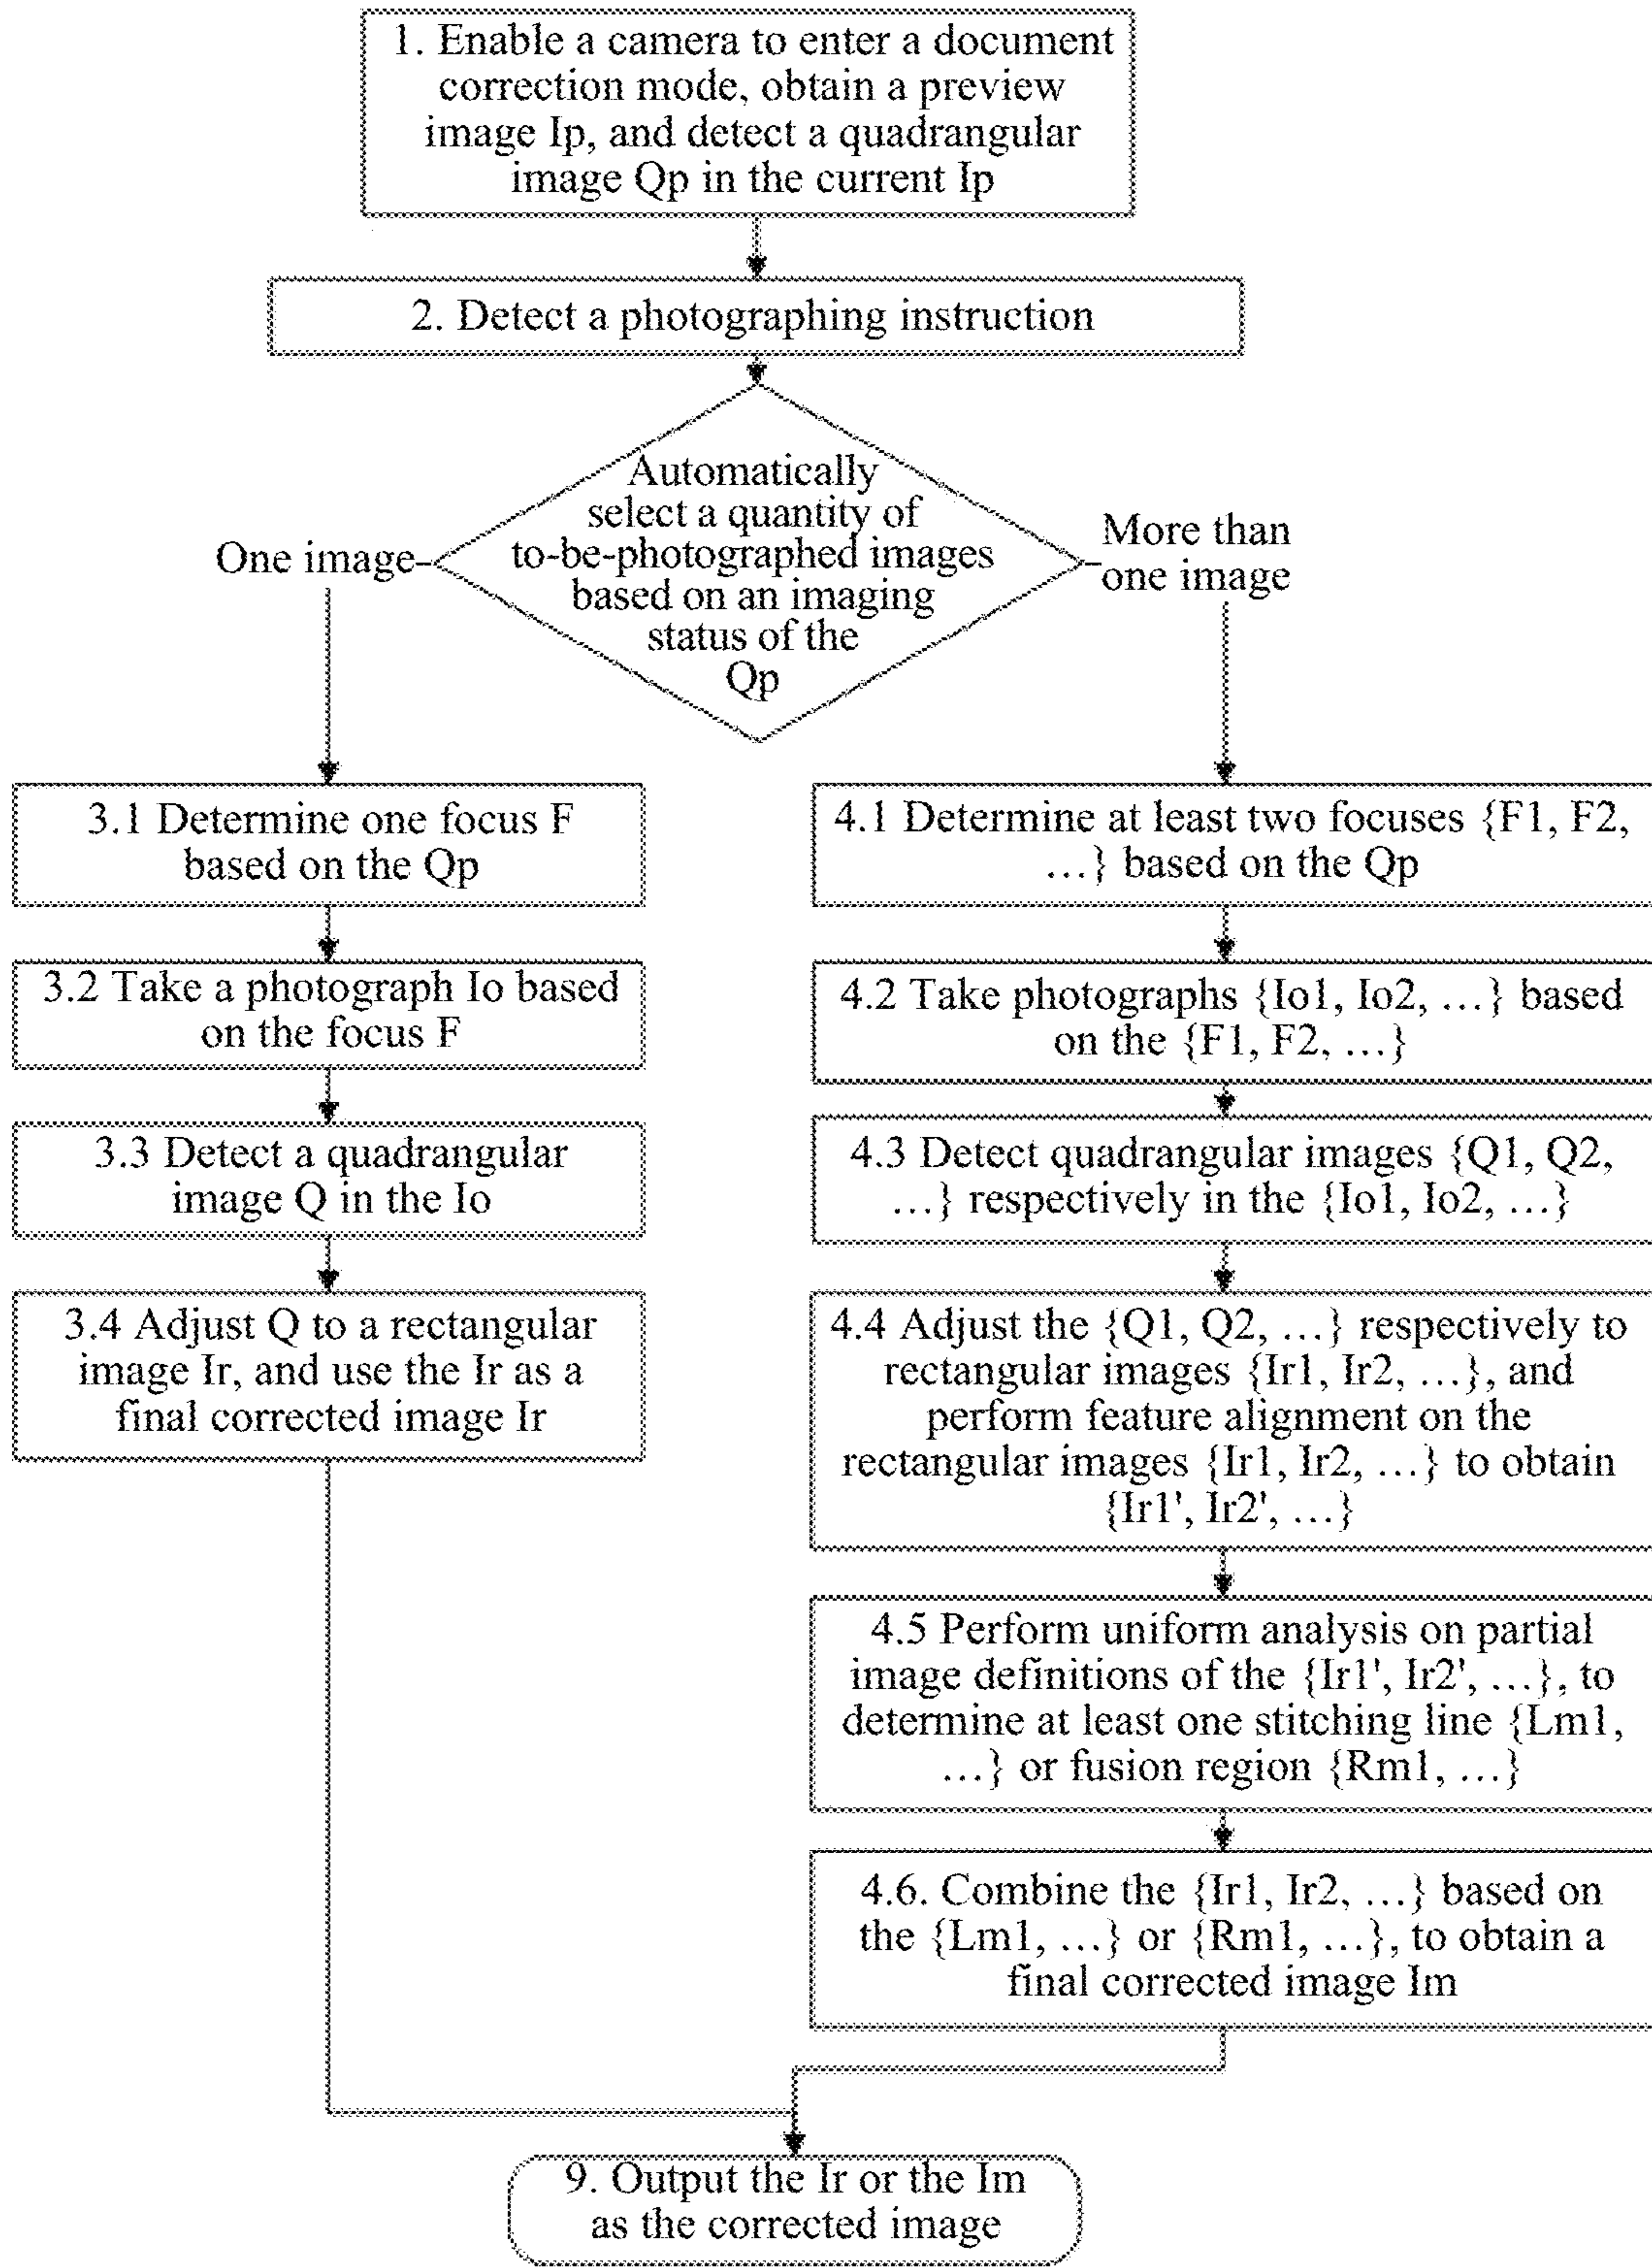 1. Enable a camera to enter a document
correction mode, obtain a preview
image Ip, and detect a quadrangular
image Qp in the current Ip
2. Detect a photographing instruction
Automatically
select a quantity of
to-be-photographed images
based on an imaging
status of the
Qp
One image
More than
one image
3.1 Determine one focus F
based on the Qp
3.2 Take a photograph Io based
on the focus F
3.3 Detect a quadrangular
image Q in the Io
3.4 Adjust Q to a rectangular
image Ir, and use the Ir as a
final corrected image Ir
4.1 Determine at least two focuses {F1, F2,
…} based on the Qp
4.2 Take photographs {Io1, Io2, …} based
on the {F1, F2, …}
4.3 Detect quadrangular images {Q1, Q2,
…} respectively in the {Io1, Io2, …}
4.4 Adjust the {Q1, Q2, …} respectively to
rectangular images {Ir1, Ir2, …}, and
perform feature alignment on the
rectangular images {Ir1, Ir2, …} to obtain
{Ir1', Ir2', …}
4.5 Perform uniform analysis on partial
image definitions of the {Ir1', Ir2', …}, to
determine at least one stitching line {Lm1,
…} or fusion region {Rm1, …}
4.6. Combine the {Ir1, Ir2, …} based on
the {Lm1, …} or {Rm1, …}, to obtain a
final corrected image Im
9. Output the Ir or the Im
as the corrected image